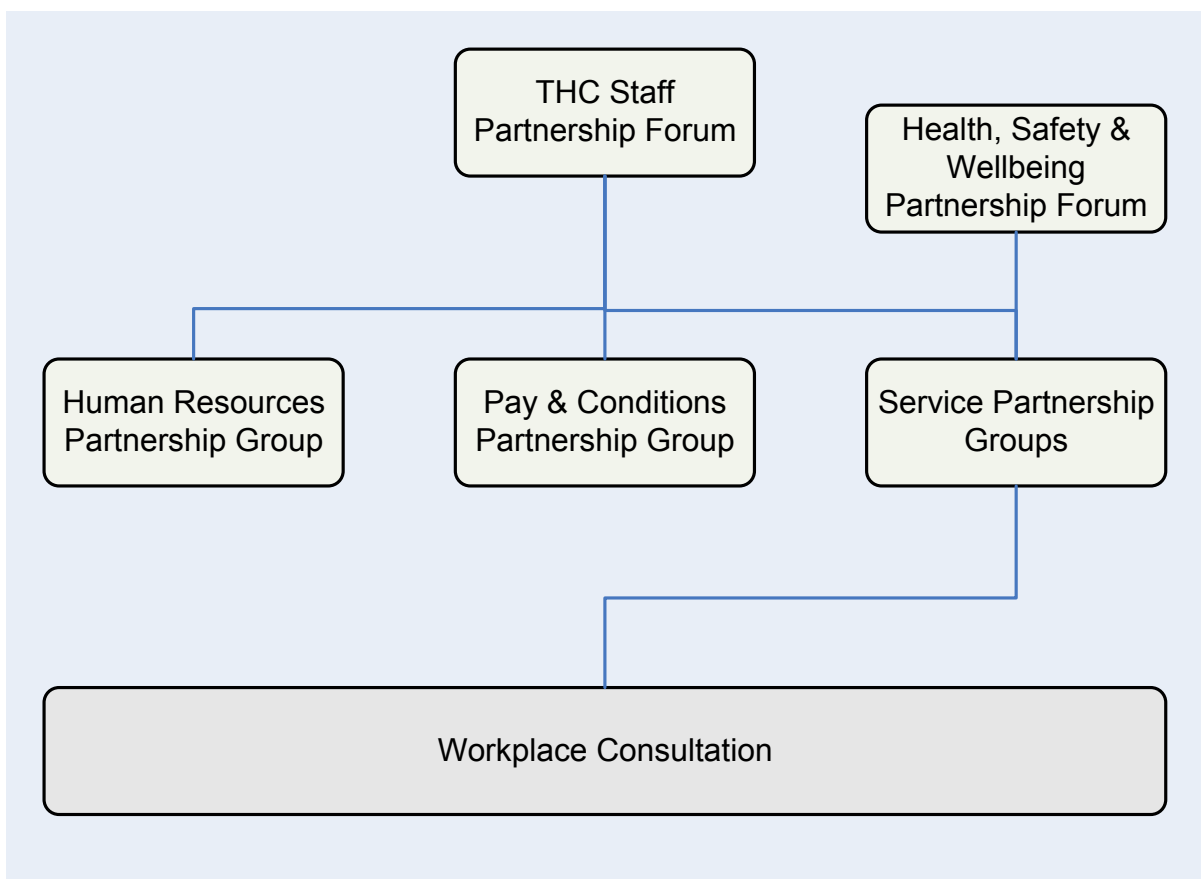 THC Staff
Partnership Forum
Health, Safety &
Wellbeing
Partnership Forum
Human Resources
Partnership Group
Pay & Conditions
Partnership Group
Service Partnership
Groups
Workplace Consultation